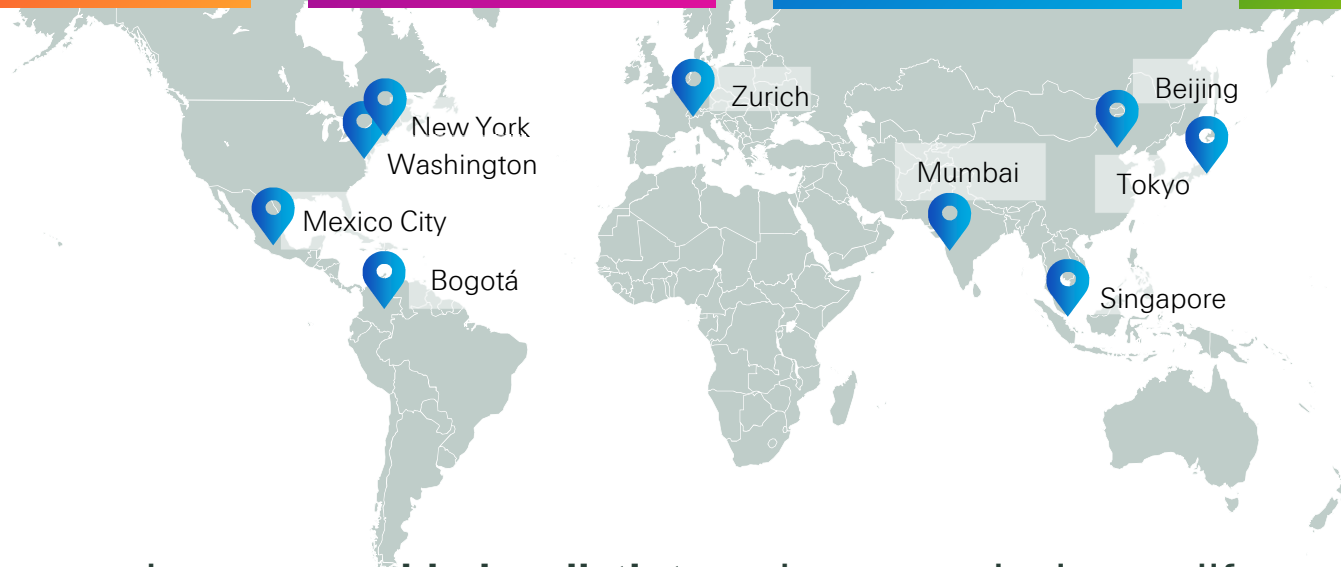 New York
Washington
Mexico City
Bogotá
Zurich
Mumbai
Beijing
Tokyo
Singapore